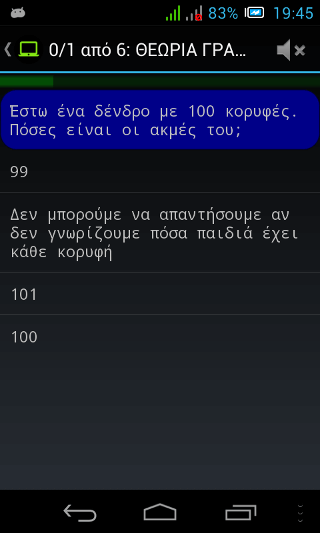 83% 19:45
0/1 από 6: ΘΕΩΡΙΑ ΓΡΑ...
Έστω ένα δένδρο με 100 κορυφές.
Πόσες είναι οι ακμές του;
99
Δεν μπορούμε να απαντήσουμε αν
δεν γνωρίζουμε πόσα παιδιά έχει
κάθε κορυφή
101
100